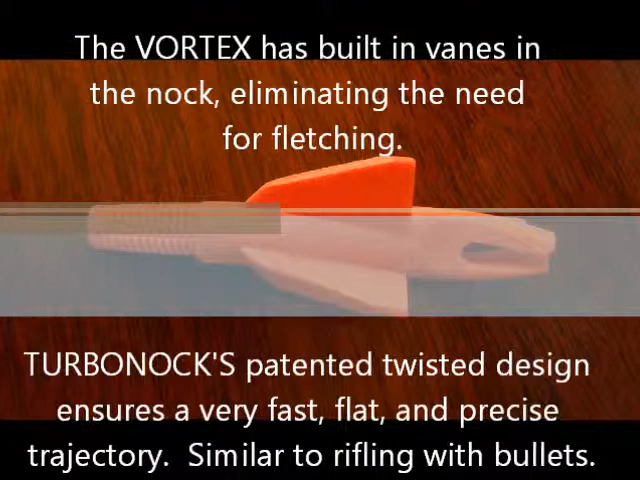 The VORTEX has built in vanes in
the nock, eliminating the need
for fletching.
TURBONOCK'S patented twisted design
ensures a very fast, flat, and precise
trajectory.  Similar to rifling with bullets.